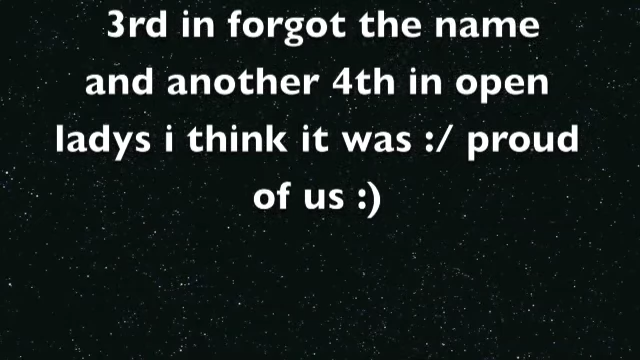 3rd in forgot the name
and another 4th in open
ladys i think it was :/ proud
of us :)